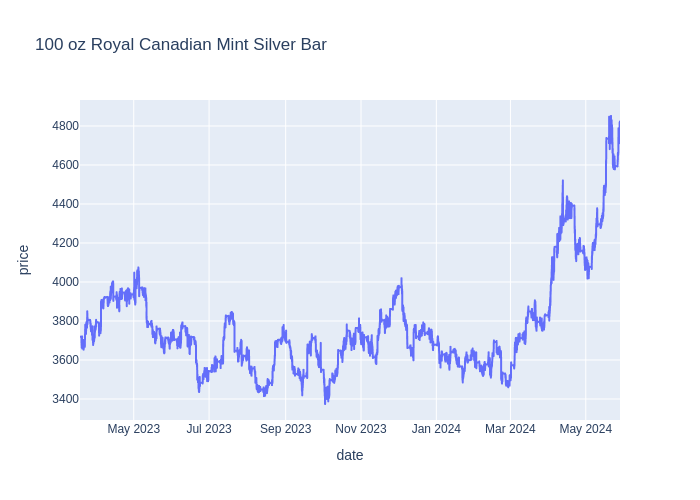 100 oz Royal Canadian Mint Silver Bar
price
4800
4600
4400
4200
4000
3800
3600
3400
May 2023 Jul 2023 Sep 2023 Nov 2023 Jan 2024 Mar 2024 May 2024
date